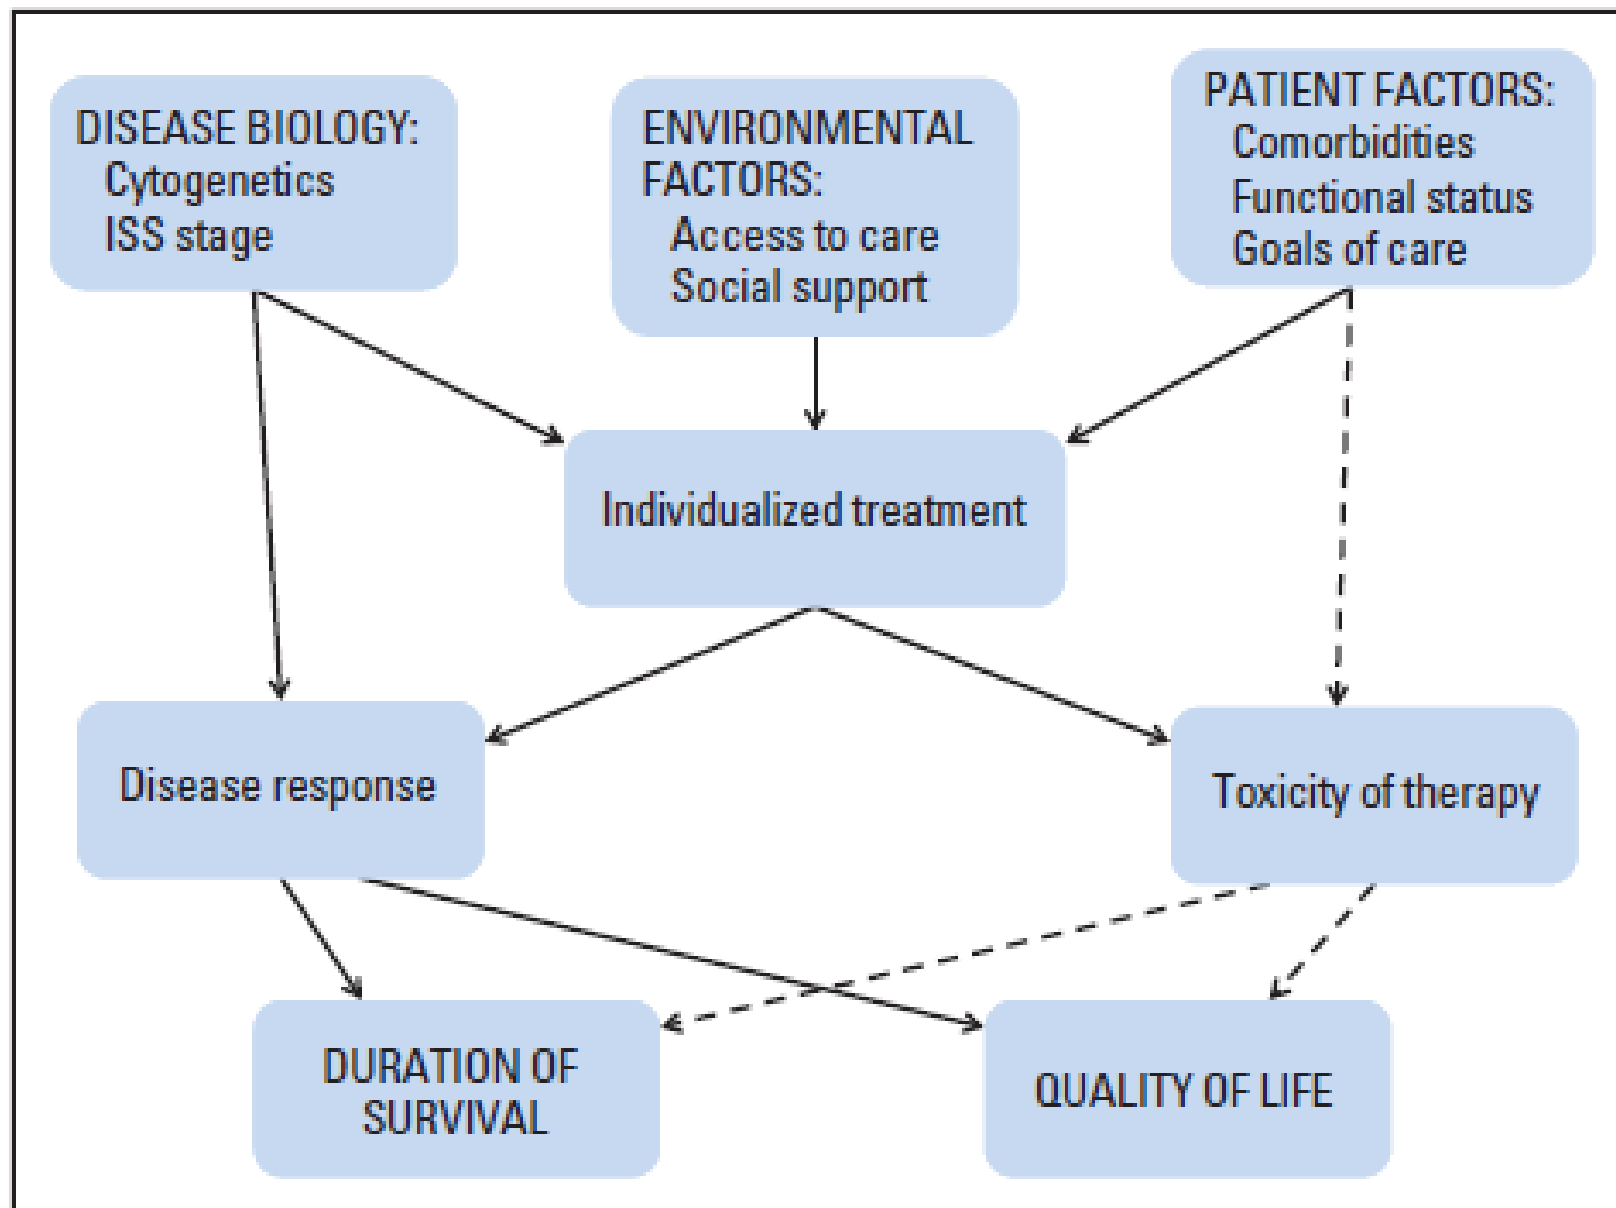 DISEASE BIOLOGY:
Cytogenetics
ISS stage
ENVIRONMENTAL
FACTORS:
Access to care
Social support
PATIENT FACTORS:
Comorbidities
Functional status
Goals of care
Individualized treatment
Disease response
Toxicity of therapy
DURATION OF
SURVIVAL
QUALITY OF LIFE